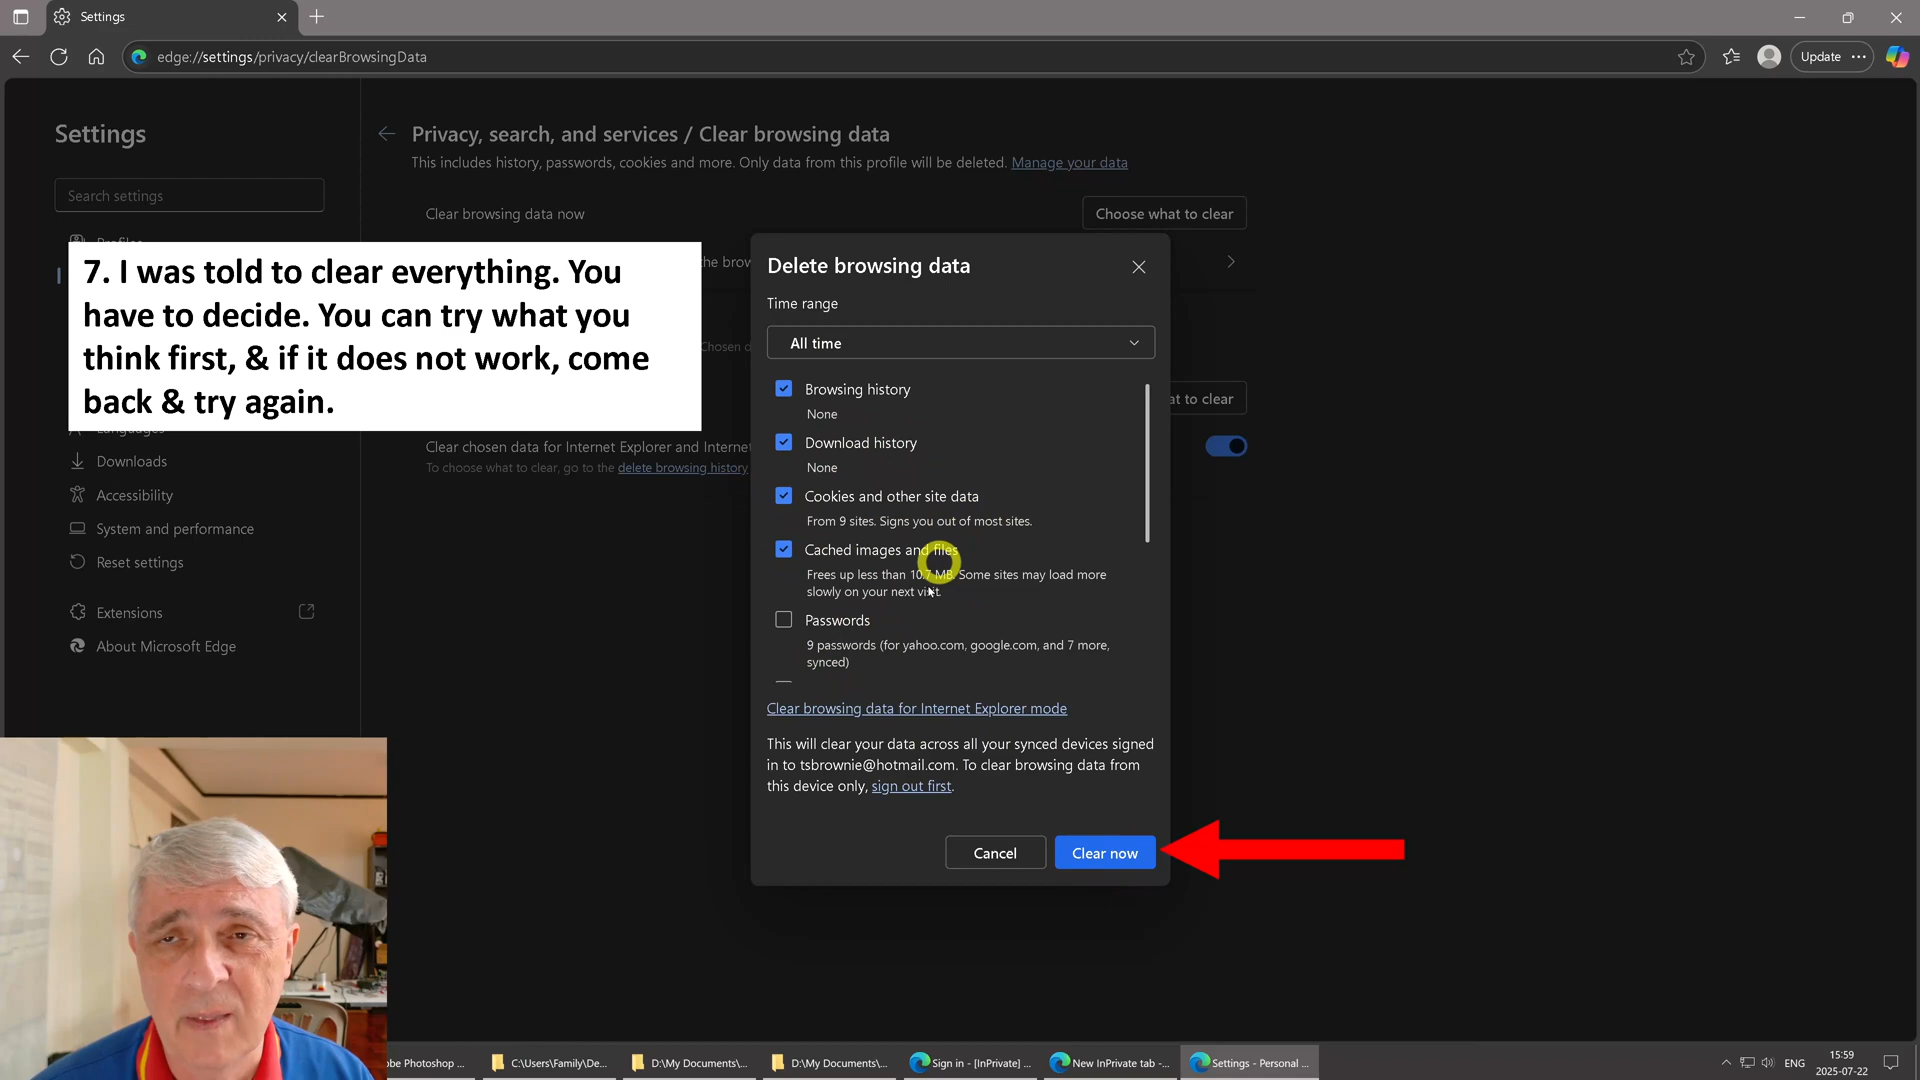 Settings
edge://settings/privacy/clearBrowsingData
Update
Settings
Search settings
Privacy, search, and services / Clear browsing data
This includes history, passwords, cookies and more. Only data from this profile will be deleted. Manage your data
Clear browsing data now
Choose what to clear
7. I was told to clear everything. You
have to decide. You can try what you
think first, & if it does not work, come
back & try again.
Languages
Downloads
Accessibility
System and performance
Reset settings
Extensions
About Microsoft Edge
Chosen
at to clear
Clear chosen data for Internet Explorer and Internet
To choose what to clear, go to the delete browsing history
Delete browsing data
Time range
All time
Browsing history
None
Download history
None
Cookies and other site data
From 9 sites. Signs you out of most sites.
Cached images and files
Frees up less than 10.7 MB. Some sites may load more
slowly on your next visit.
Passwords
9 passwords (for yahoo.com, google.com, and 7 more,
synced)
Clear browsing data for Internet Explorer mode
This will clear your data across all your synced devices signed
in to tsbrownie@hotmail.com. To clear browsing data from
this device only, sign out first.
Cancel
Clear now
obe Photoshop ...
C:\Users\Family\De...
D:\My Documents\...
D:\My Documents\...
Sign in - [InPrivate] ...
New InPrivate tab -...
Settings - Personal ...
ENG
15:59
2025-07-22